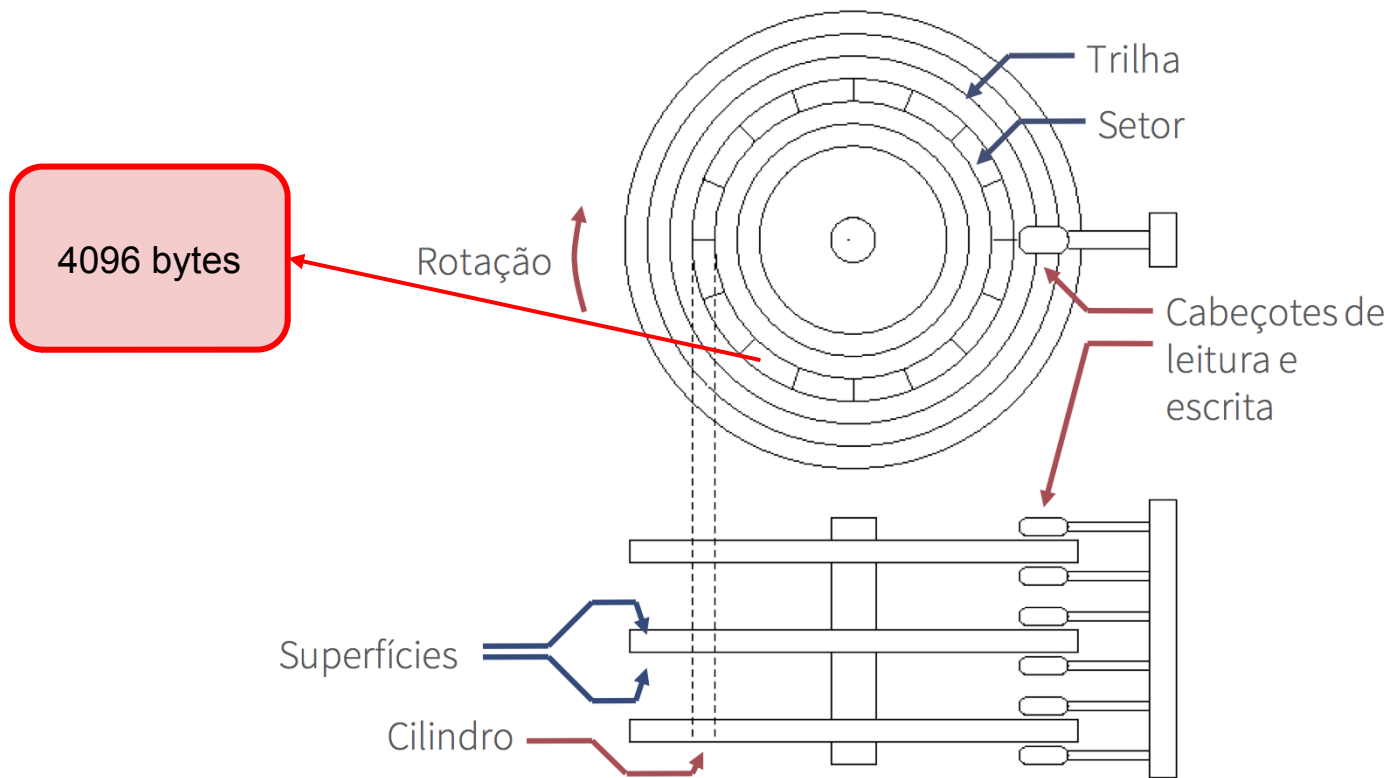 Trilha
Setor
4096 bytes
Rotação
Cabeçotes de
leitura e
escrita
Superfícies
Cilindro